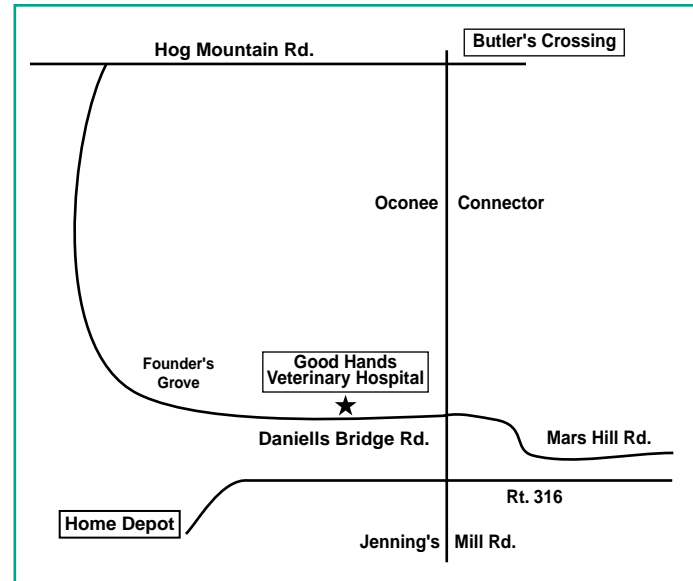 Butler's Crossing
Hog Mountain Rd.
Oconee Connector
Founder's
Grove
Good Hands
Veterinary Hospital
Daniells Bridge Rd.
Mars Hill Rd.
Rt. 316
Home Depot
Jenning's Mill Rd.